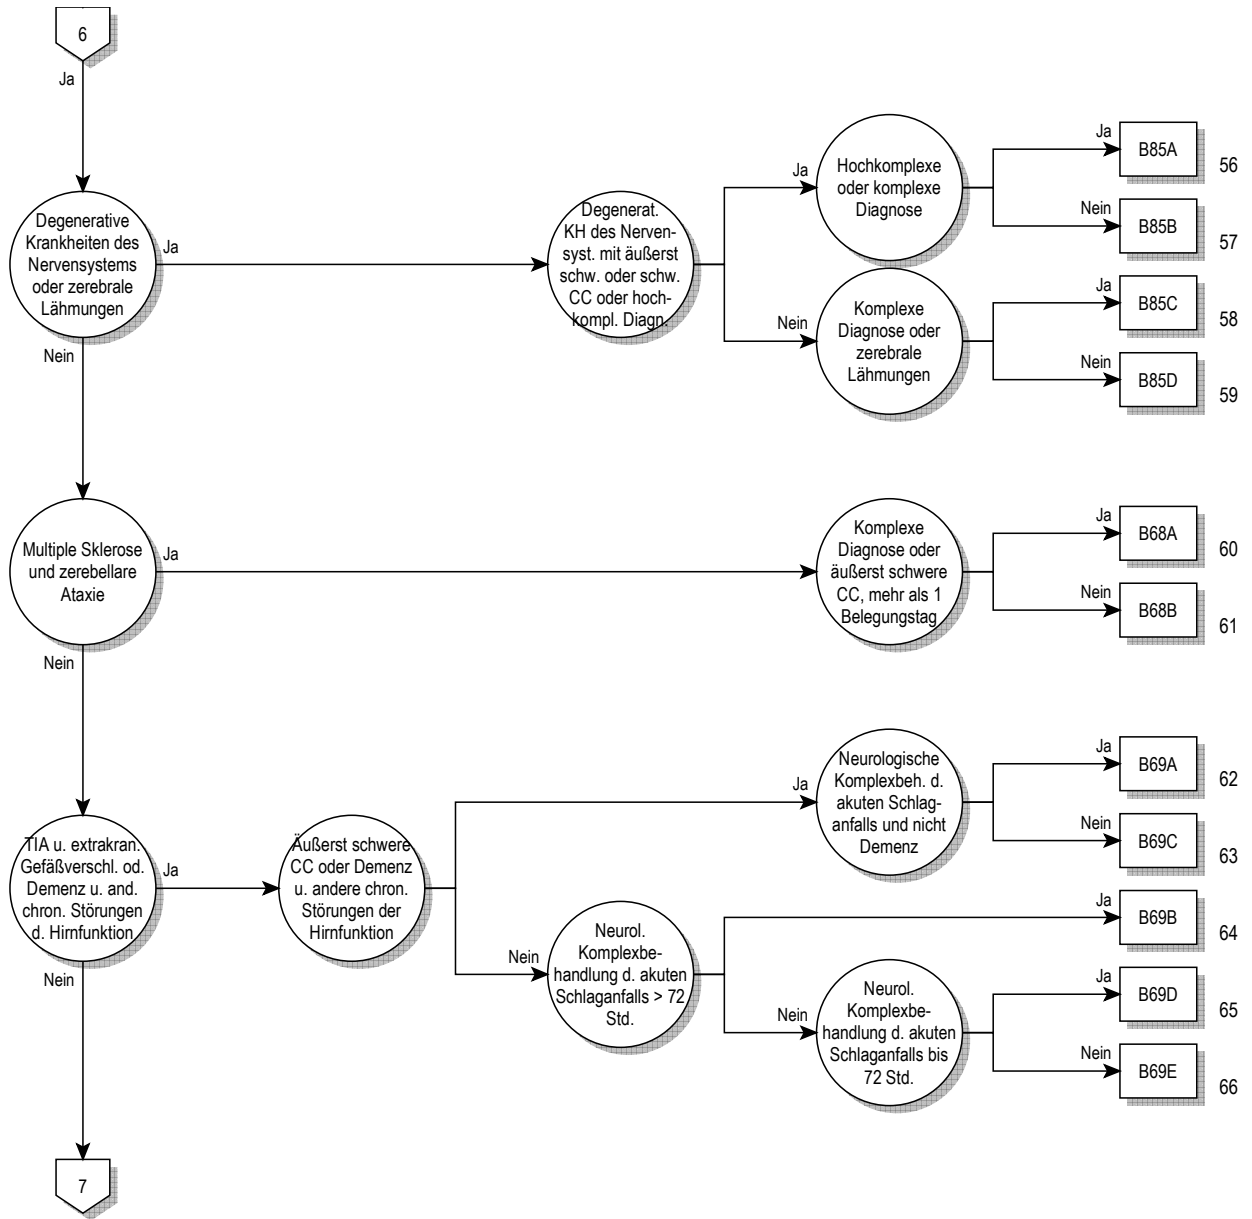 6
Ja
Degenerative
Krankheiten des
Nervensystems
oder zerebrale
Lähmungen
Ja
Nein
Degenerat.
KH des Nerven-
syst. mit äußerst
schw. oder schw.
CC oder hoch-
kompl. Diagn.
Ja
Hochkomplexe
oder komplexe
Diagnose
Ja
B85A
56
Nein
B85B
57
Nein
Komplexe
Diagnose oder
zerebrale
Lähmungen
Ja
B85C
58
Nein
B85D
59
Multiple Sklerose
und zerebellare
Ataxie
Ja
Nein
Komplexe
Diagnose oder
äußerst schwere
CC, mehr als 1
Belegungstag
Ja
B68A
60
Nein
B68B
61
TIA u. extrakran.
Gefäßverschl. od.
Demenz u. and.
chron. Störungen
d. Hirnfunktion
Ja
Nein
Äußerst schwere
CC oder Demenz
u. andere chron.
Störungen der
Hirnfunktion
Ja
Neurologische
Komplexbeh. d.
akuten Schlag-
anfalls und nicht
Demenz
Ja
B69A
62
Nein
B69C
63
Nein
Neurol.
Komplexbe-
handlung d. akuten
Schlaganfalls > 72
Std.
Ja
B69B
64
Nein
Neurol.
Komplexbe-
handlung d. akuten
Schlaganfalls bis
72 Std.
Ja
B69D
65
Nein
B69E
66
7